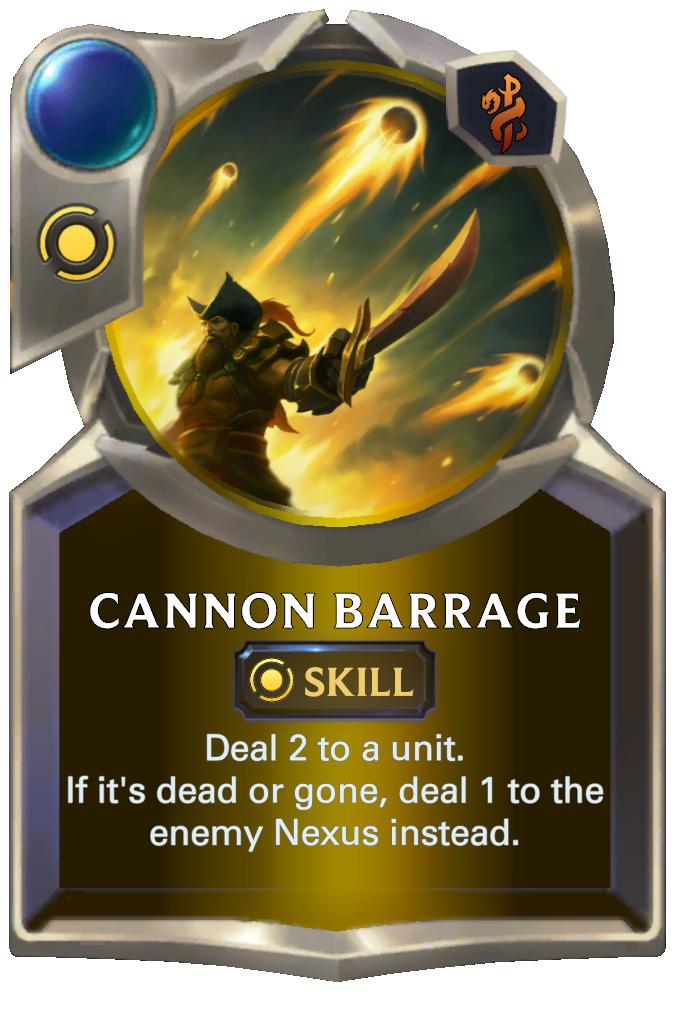 CANNON BARRAGE
SKILL
Deal 2 to a unit.
If it's dead or gone, deal 1 to the
enemy Nexus instead.